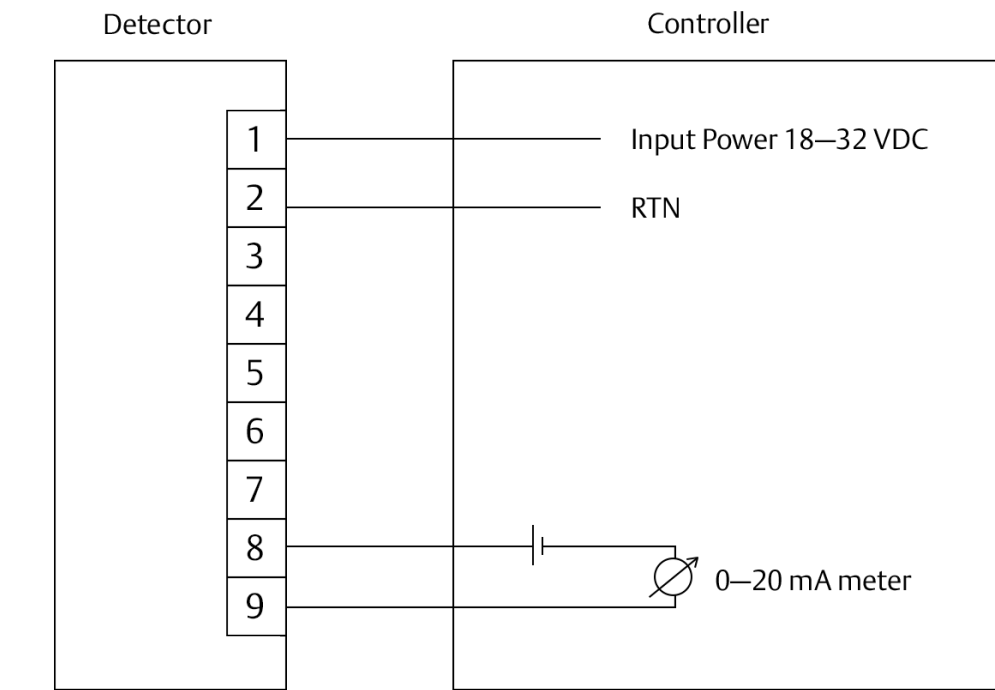 Detector
Controller
1
Input Power 18—32 VDC
2
RTN
3
4
5
6
7
8
0—20 mA meter
9